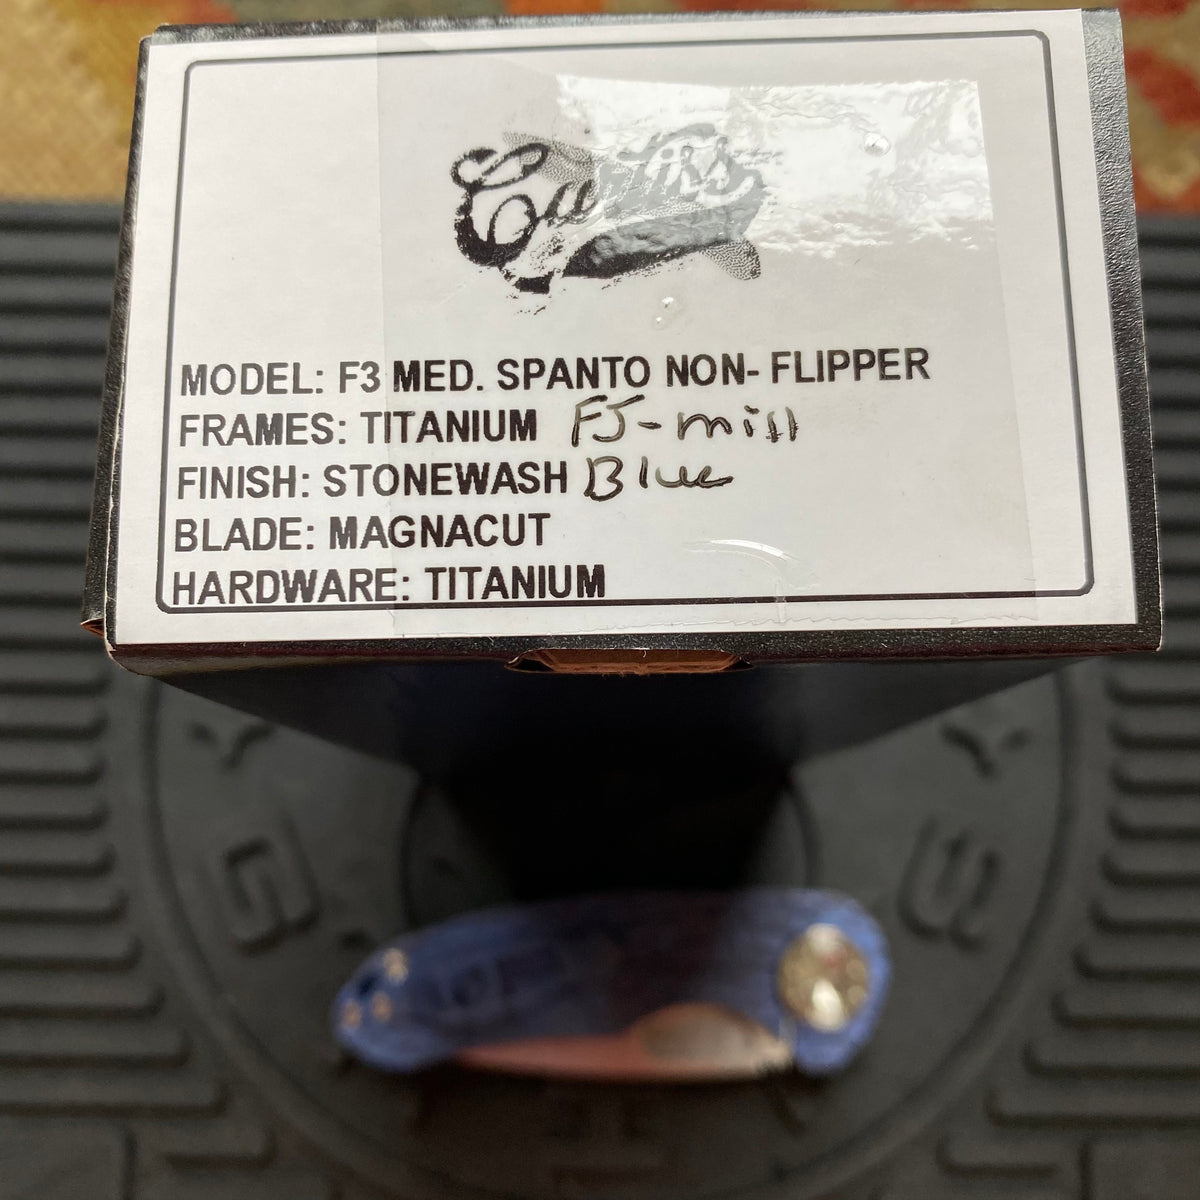 Curtiss
MODEL: F3 MED. SPANTO NON- FLIPPER
FRAMES: TITANIUM FJ-mill
FINISH: STONEWASH Blue
BLADE: MAGNACUT
HARDWARE: TITANIUM